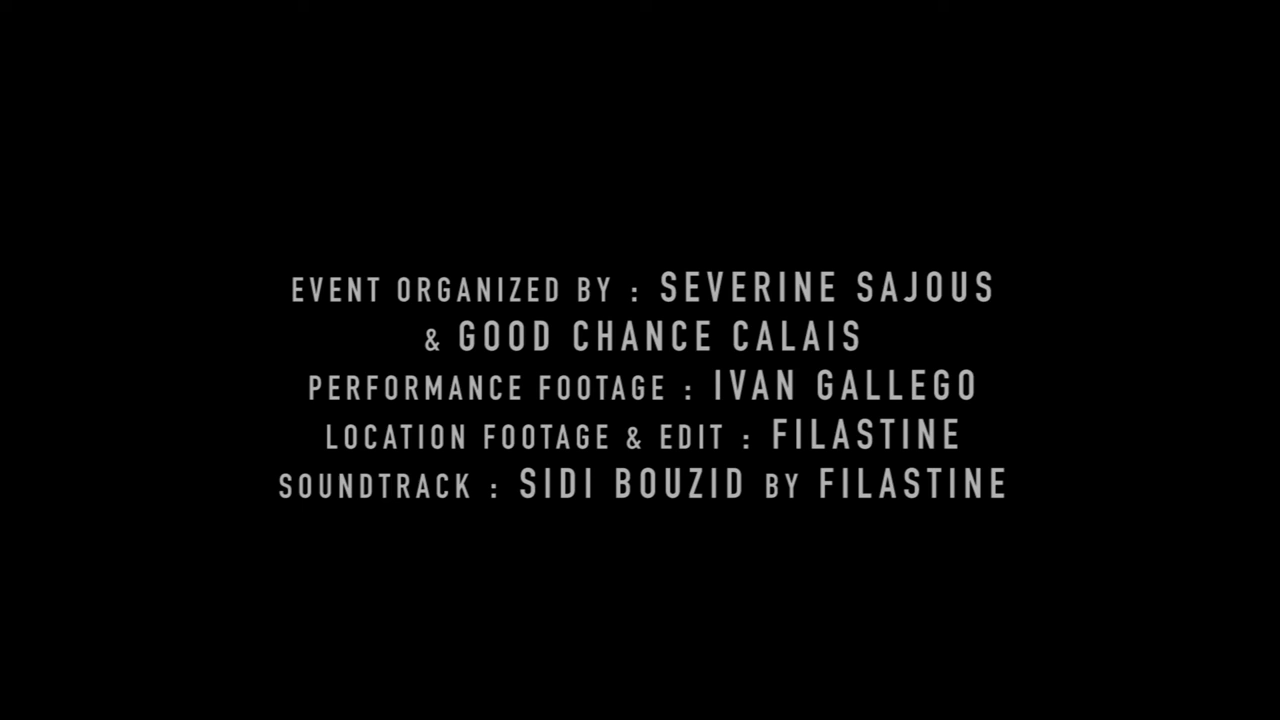 EVENT ORGANIZED BY : SEVERINE SAJOUS
& GOOD CHANCE CALAIS
PERFORMANCE FOOTAGE : IVAN GALLEGO
LOCATION FOOTAGE & EDIT : FILASTINE
SOUNDTRACK : SIDI BOUZID BY FILASTINE